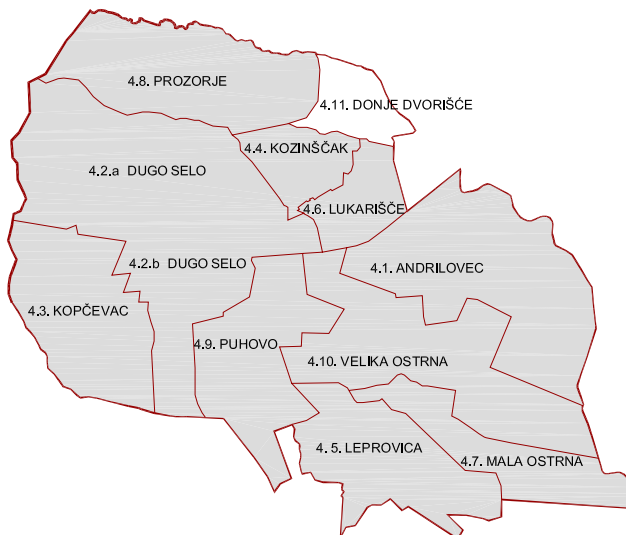 4.8. PROZORJE
4.11. DONJE DVORIŠĆE
4.4. KOZINŠČAK
4.2.a DUGO SELO
4.6. LUKARIŠČE
4.2.b DUGO SELO
4.1. ANDRILOVEC
4.3. KOPČEVAC
4.9. PUHOVO
4.10. VELIKA OSTRNA
4. 5. LEPROVICA
4.7. MALA OSTRNA